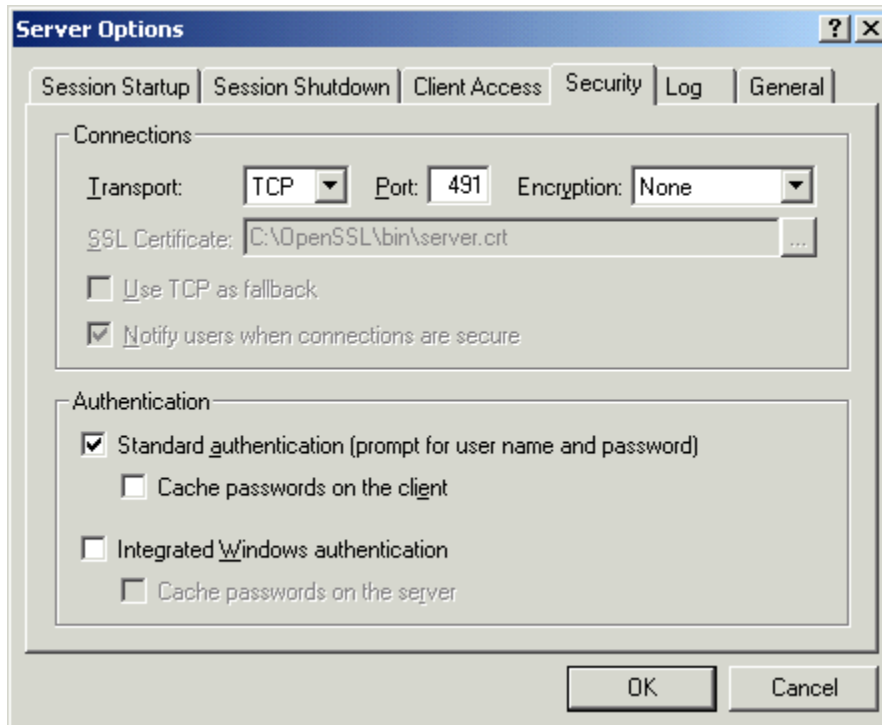 Server Options
Session Startup Session Shutdown Client Access Security Log General
Connections
Transport: TCP Port: 491 Encryption: None
SSL Certificate: C:\OpenSSL\bin\server.crt ...
Use TCP as fallback
Notify users when connections are secure
Authentication
Standard authentication (prompt for user name and password)
Cache passwords on the client
Integrated Windows authentication
Cache passwords on the server
OK Cancel